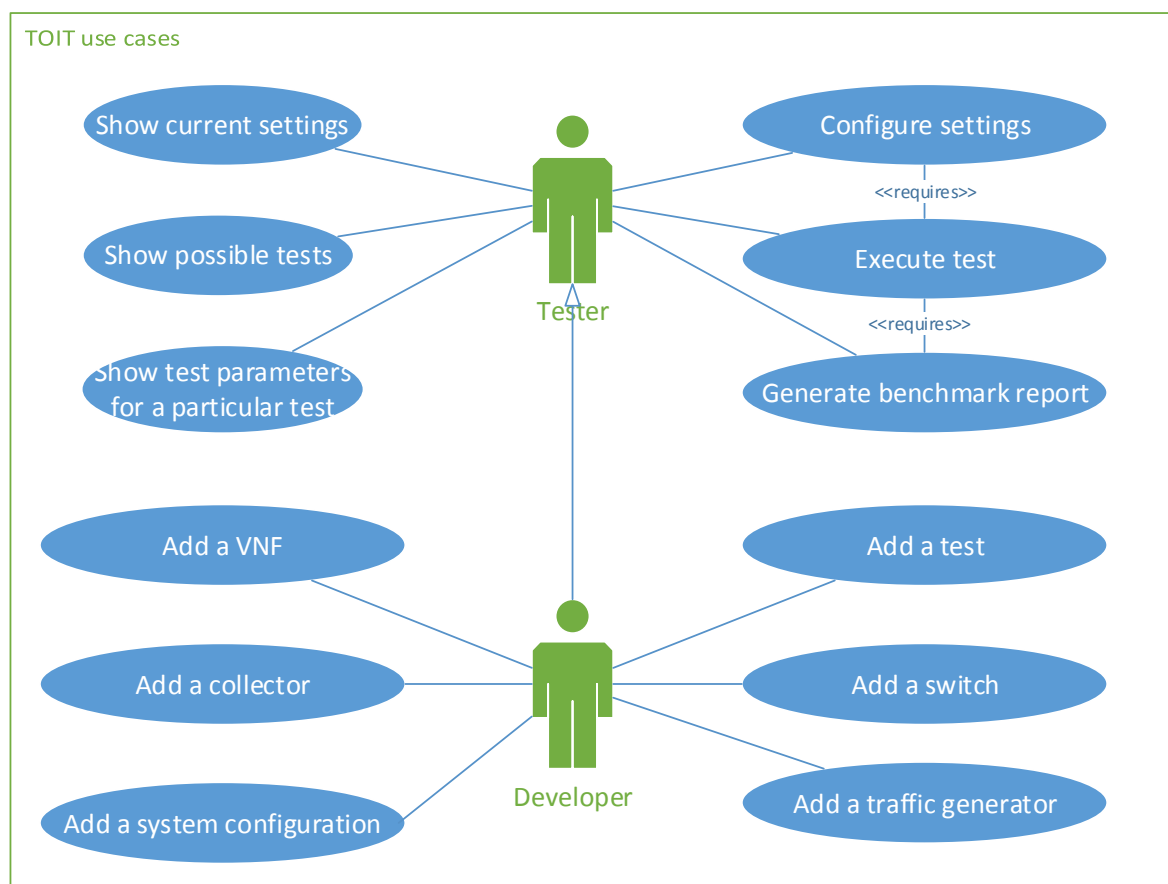 TOIT use cases
Show current settings
Configure settings
<<requires>>
Show possible tests
Execute test
Tester
<<requires>>
Show test parameters
for a particular test
Generate benchmark report
Add a VNF
Add a test
Add a collector
Add a switch
Developer
Add a system configuration
Add a traffic generator